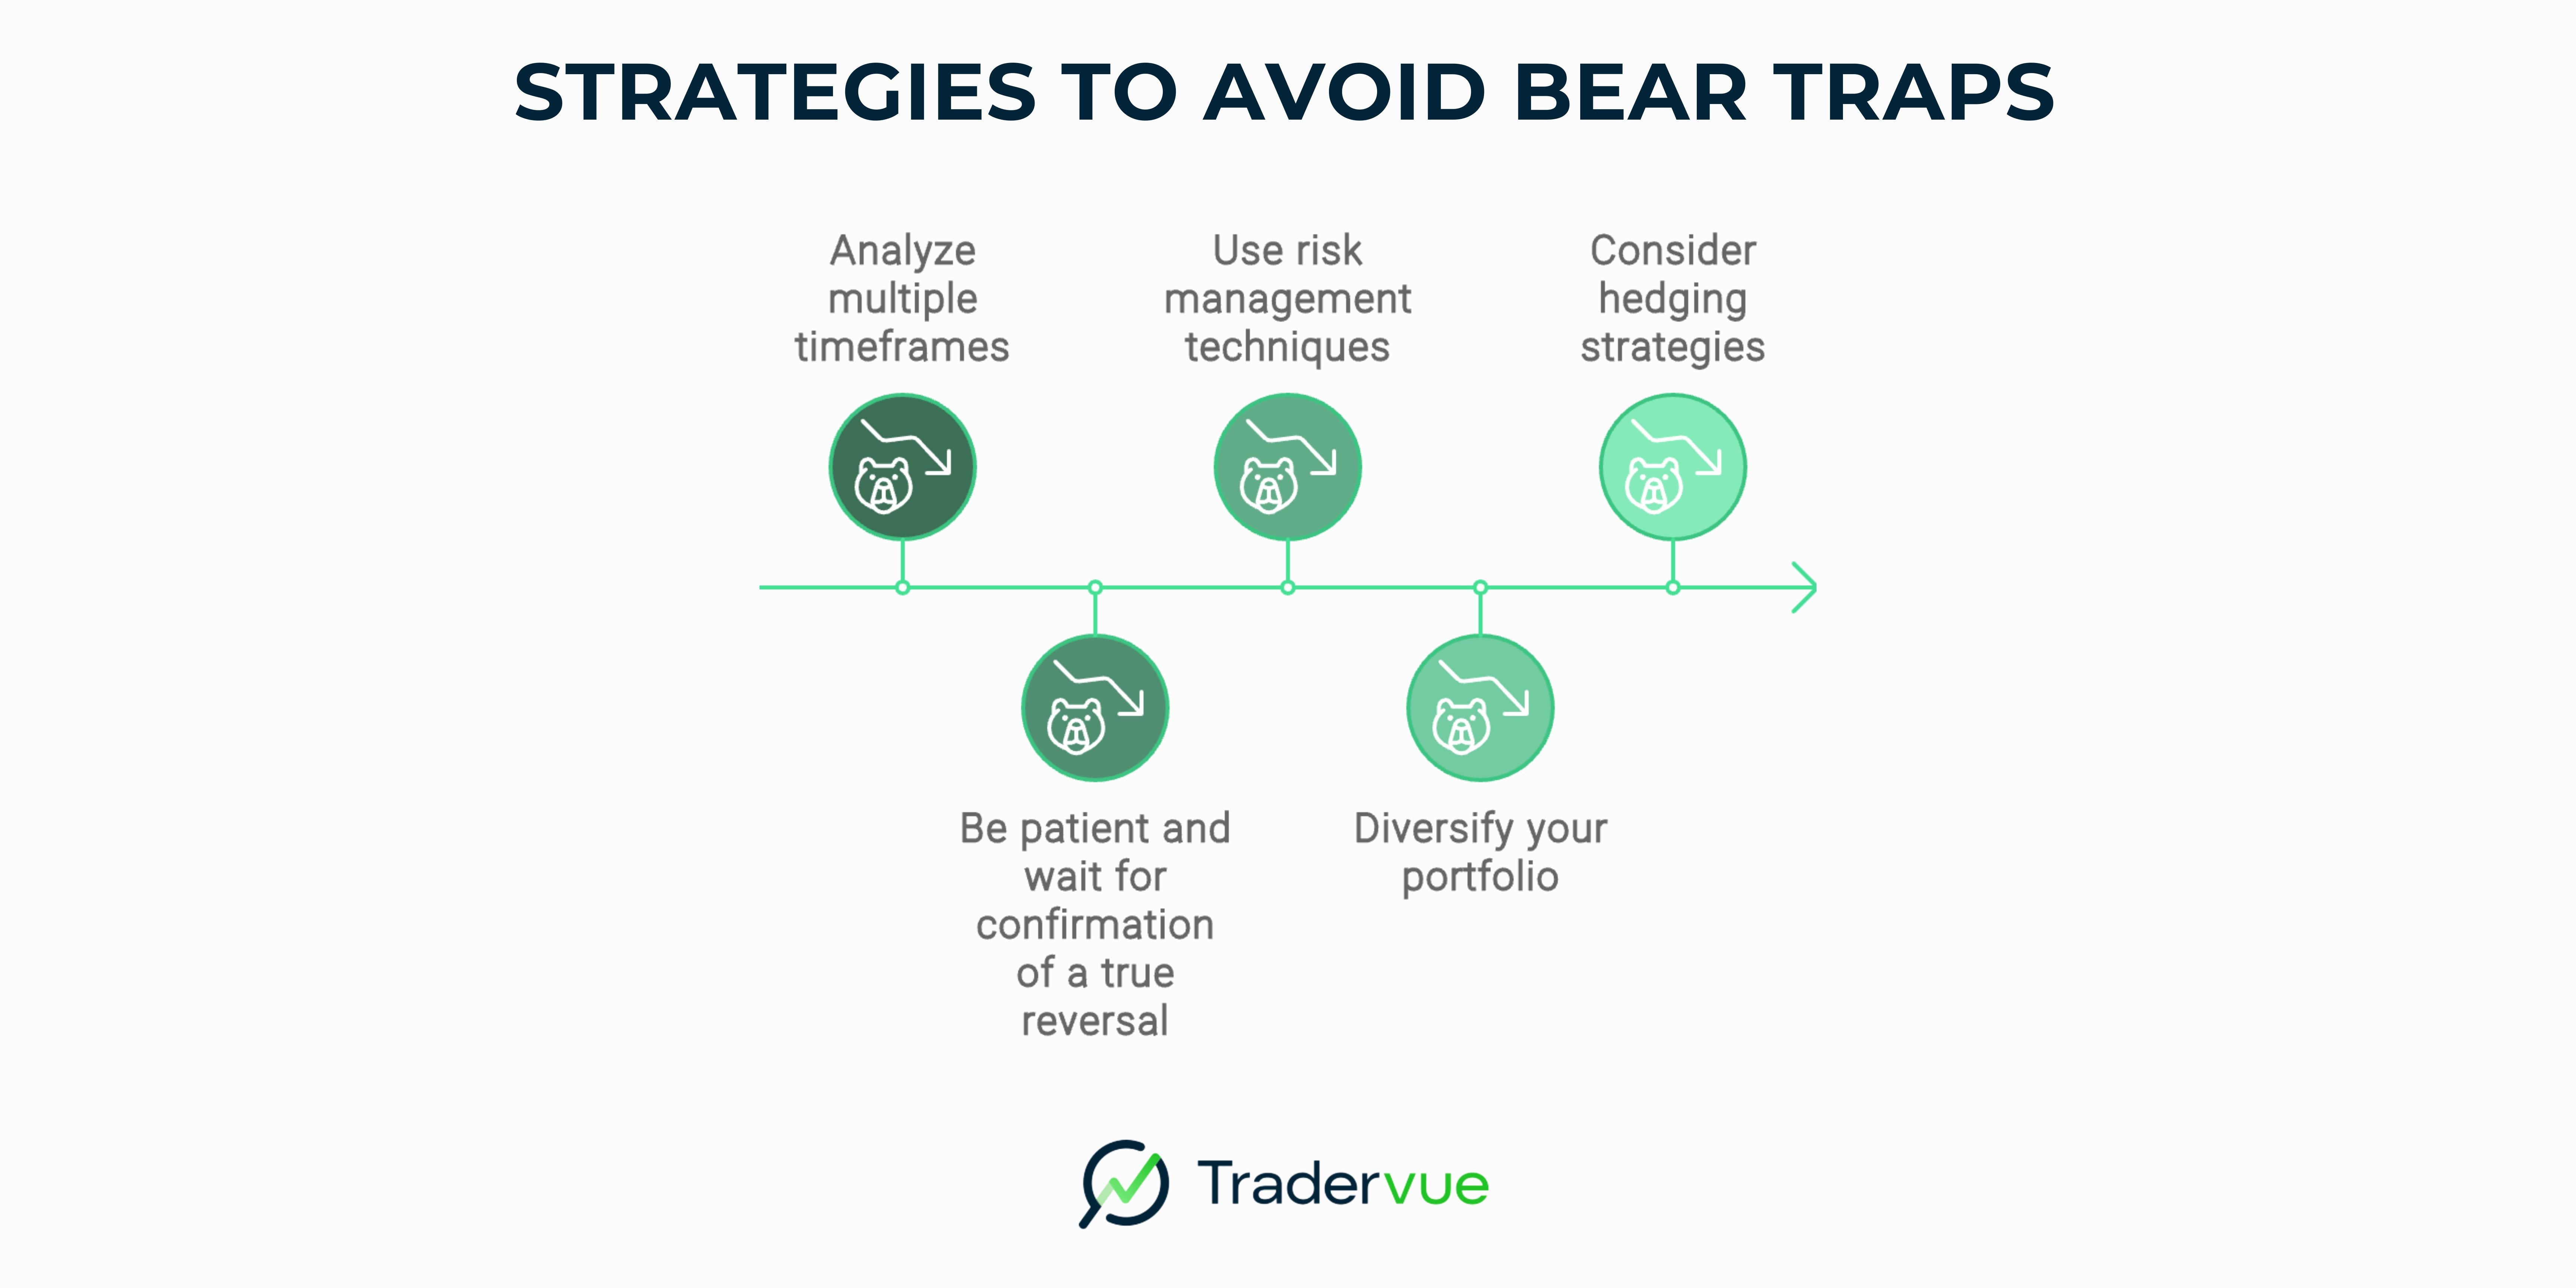 STRATEGIES TO AVOID BEAR TRAPS
Analyze
multiple
timeframes
Use risk
management
techniques
Consider
hedging
strategies
Be patient and
wait for
confirmation
of a true
reversal
Diversify your
portfolio
Tradervue